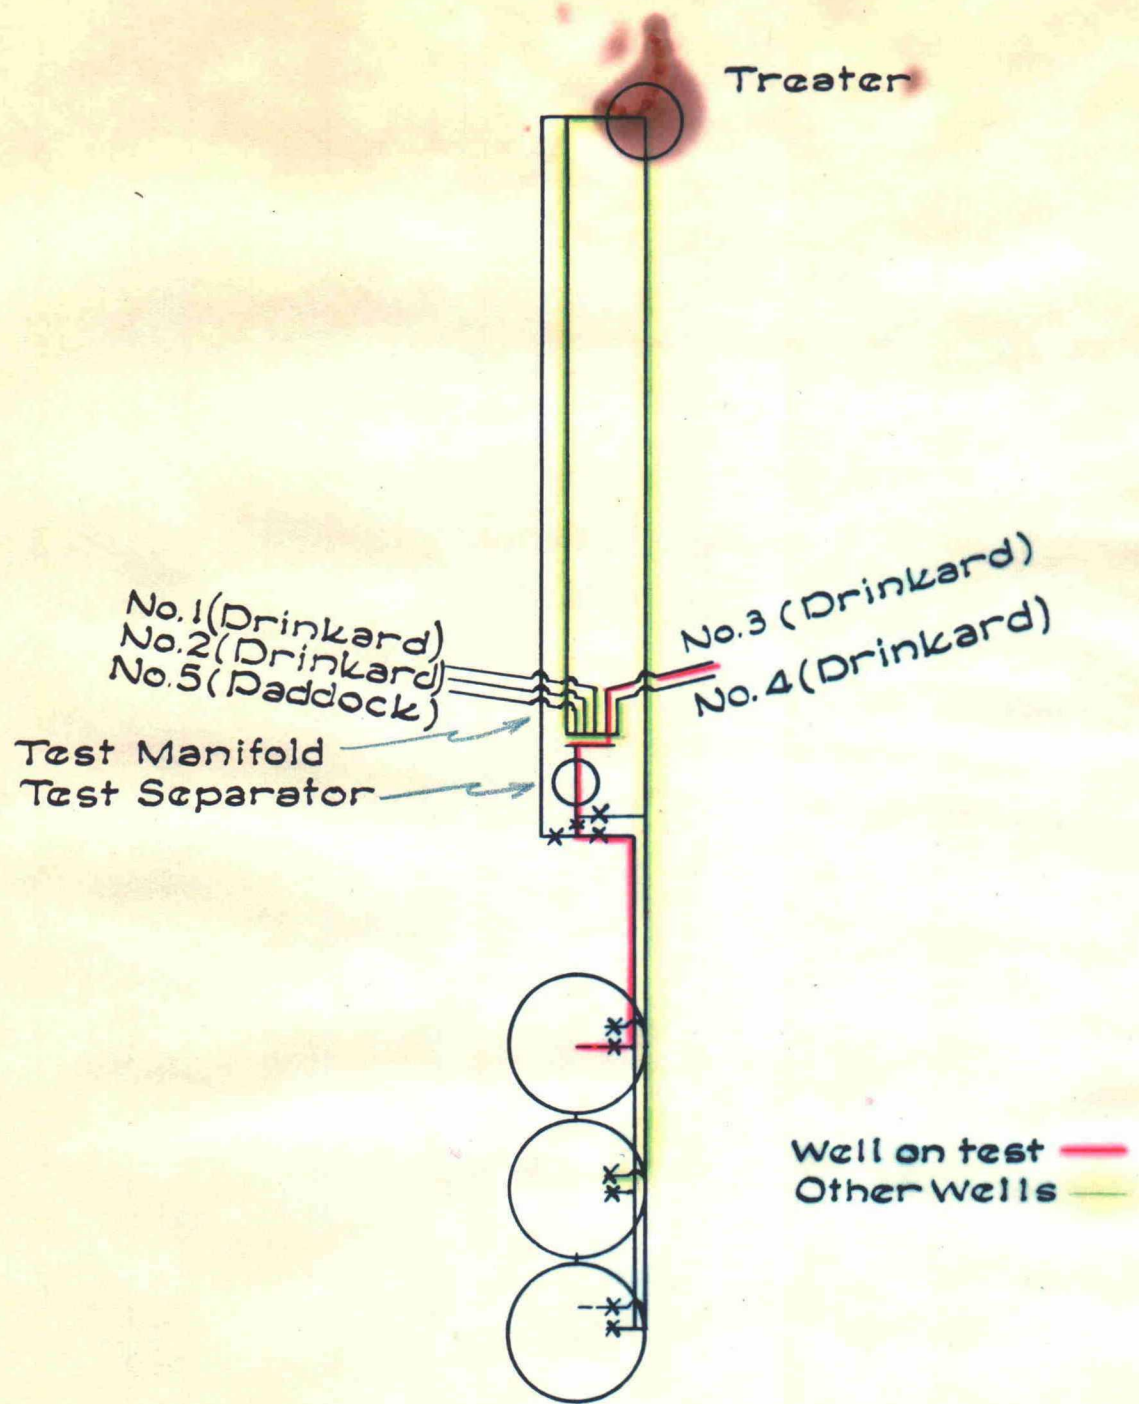 Treater
No.1(Drinkard)
No.2(Drinkard)
No.5(Paddock)
No.3 (Drinkard)
No.4(Drinkard)
Test Manifold
Test Separator
Well on test
Other Wells